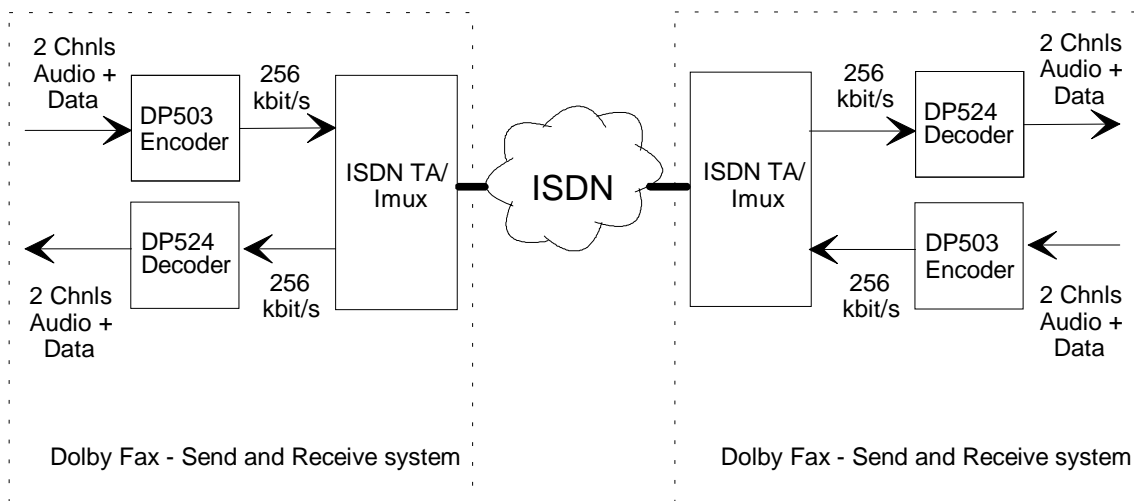 2 Chnls
Audio +
Data
DP503
Encoder
256
kbit/s
ISDN TA/
Imux
DP524
Decoder
256
kbit/s
2 Chnls
Audio +
Data
Dolby Fax - Send and Receive system
ISDN
ISDN TA/
Imux
256
kbit/s
DP524
Decoder
2 Chnls
Audio +
Data
DP503
Encoder
256
kbit/s
2 Chnls
Audio +
Data
Dolby Fax - Send and Receive system